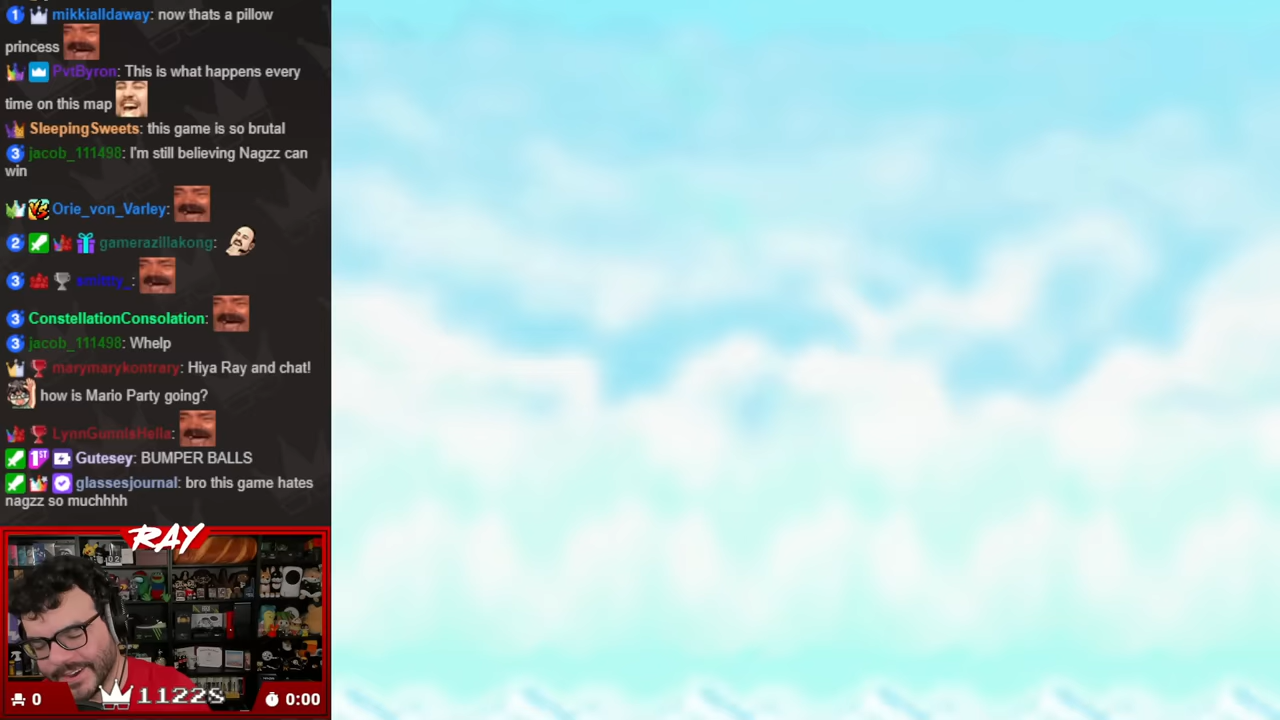 mikkialldaway: now thats a pillow
princess
PvtByron: This is what happens every
time on this map
SleepingSweets: this game is so brutal
3 jacob_111498: I'm still believing Nagzz can
win
Orie_von_Varley:
2 gamerazillakong:
3 smittty_:
3 ConstellationConsolation:
3 jacob_111498: Whelp
marymarykontrary: Hiya Ray and chat!
how is Mario Party going?
LynnGunnIsHella:
1ST Gutesey: BUMPER BALLS
glassesjournal: bro this game hates
nagzz so muchhhh
RAY
0 11228 0:00